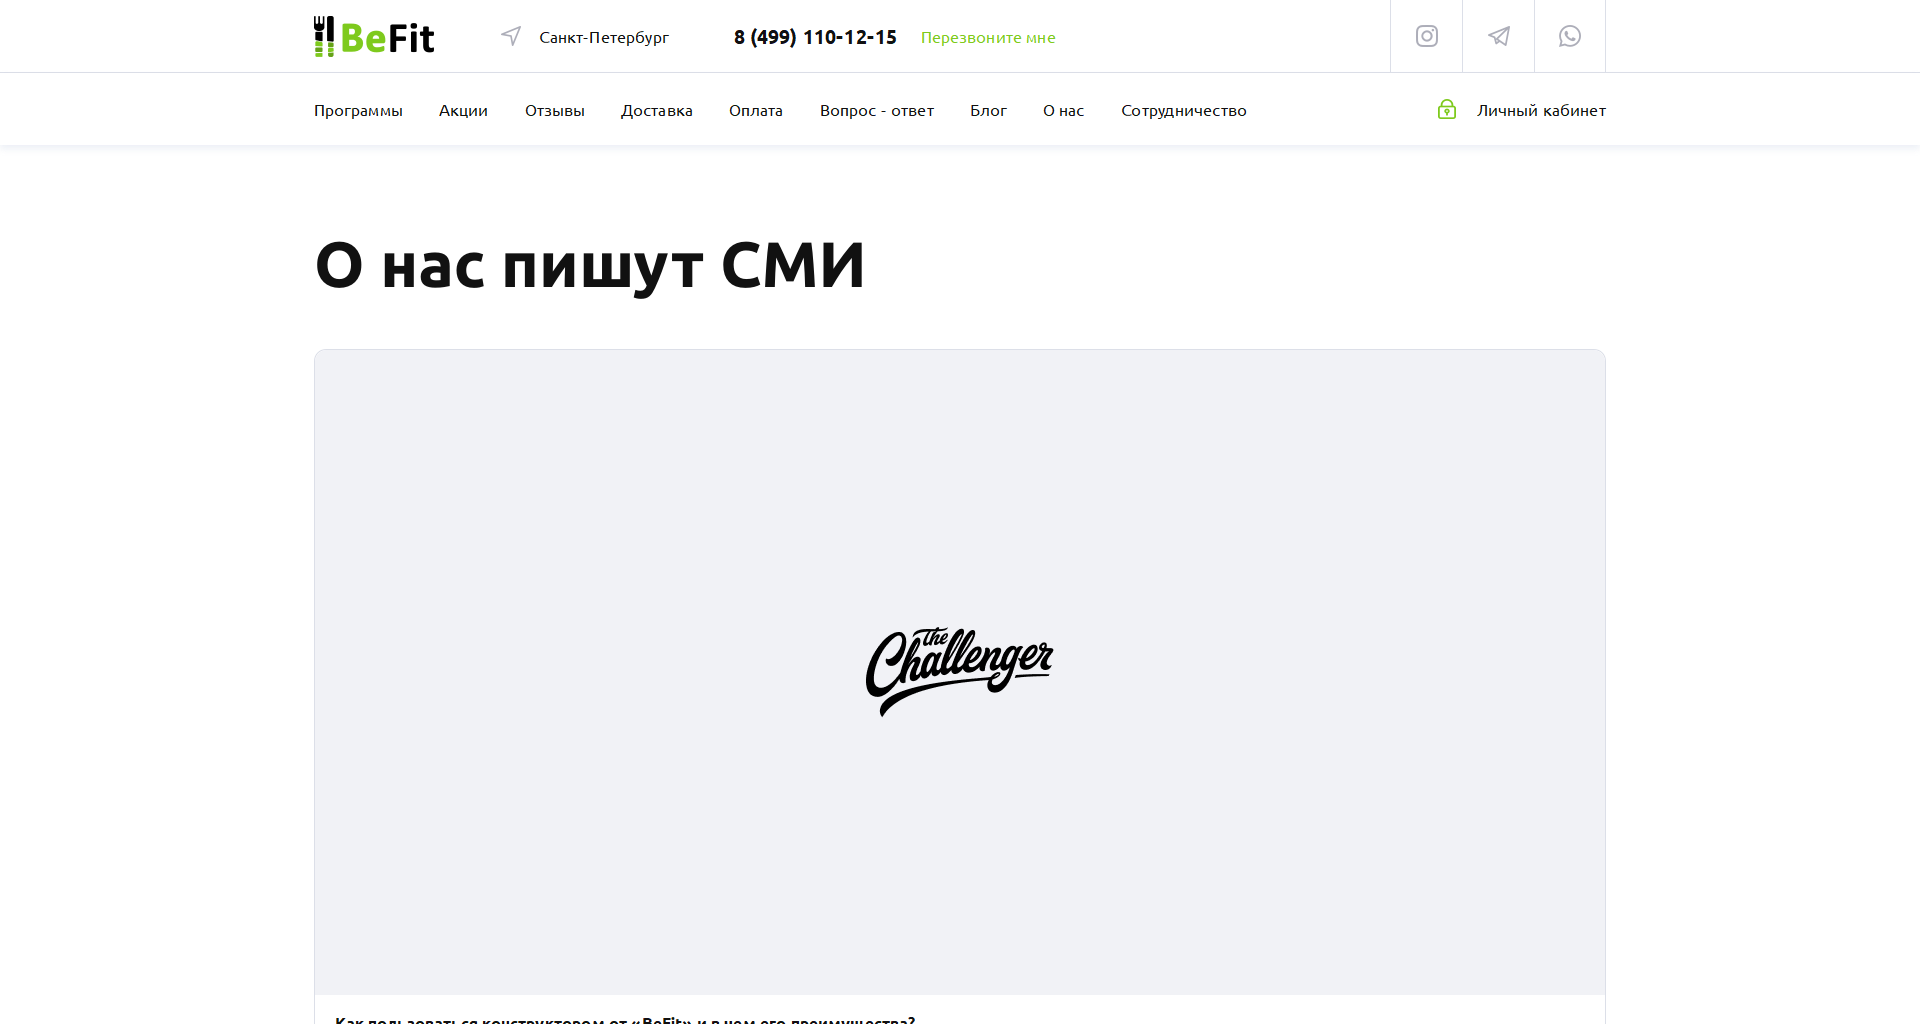 BeFit
Санкт-Петербург
8 (499) 110-12-15
Перезвоните мне
Программы
Акции
Отзывы
Доставка
Оплата
Вопрос - ответ
Блог
О нас
Сотрудничество
Личный кабинет
О нас пишут СМИ
The
Challenger
Как пользоваться конструктором от «BeFit» и в чем его преимущества?